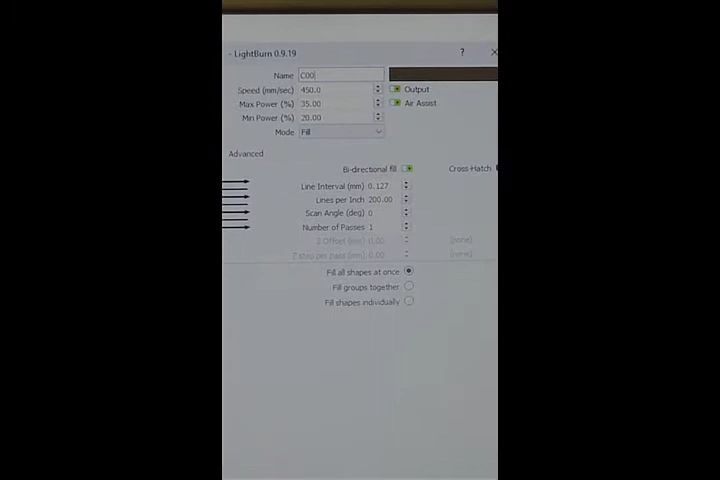 - LightBurn 0.9.19 ?
Name C00
Speed (mm/sec) 450.0 Output
Max Power (%) 35.00 Air Assist
Min Power (%) 20.00
Mode Fill
Advanced
Bi-directional fill Cross-Hatch
Line Interval (mm) 0.127
Lines per Inch 200.00
Scan Angle (deg) 0
Number of Passes 1
Z Offset (mm) 0.00 (none)
Z step per pass (mm) 0.00 (none)
Fill all shapes at once
Fill groups together
Fill shapes individually